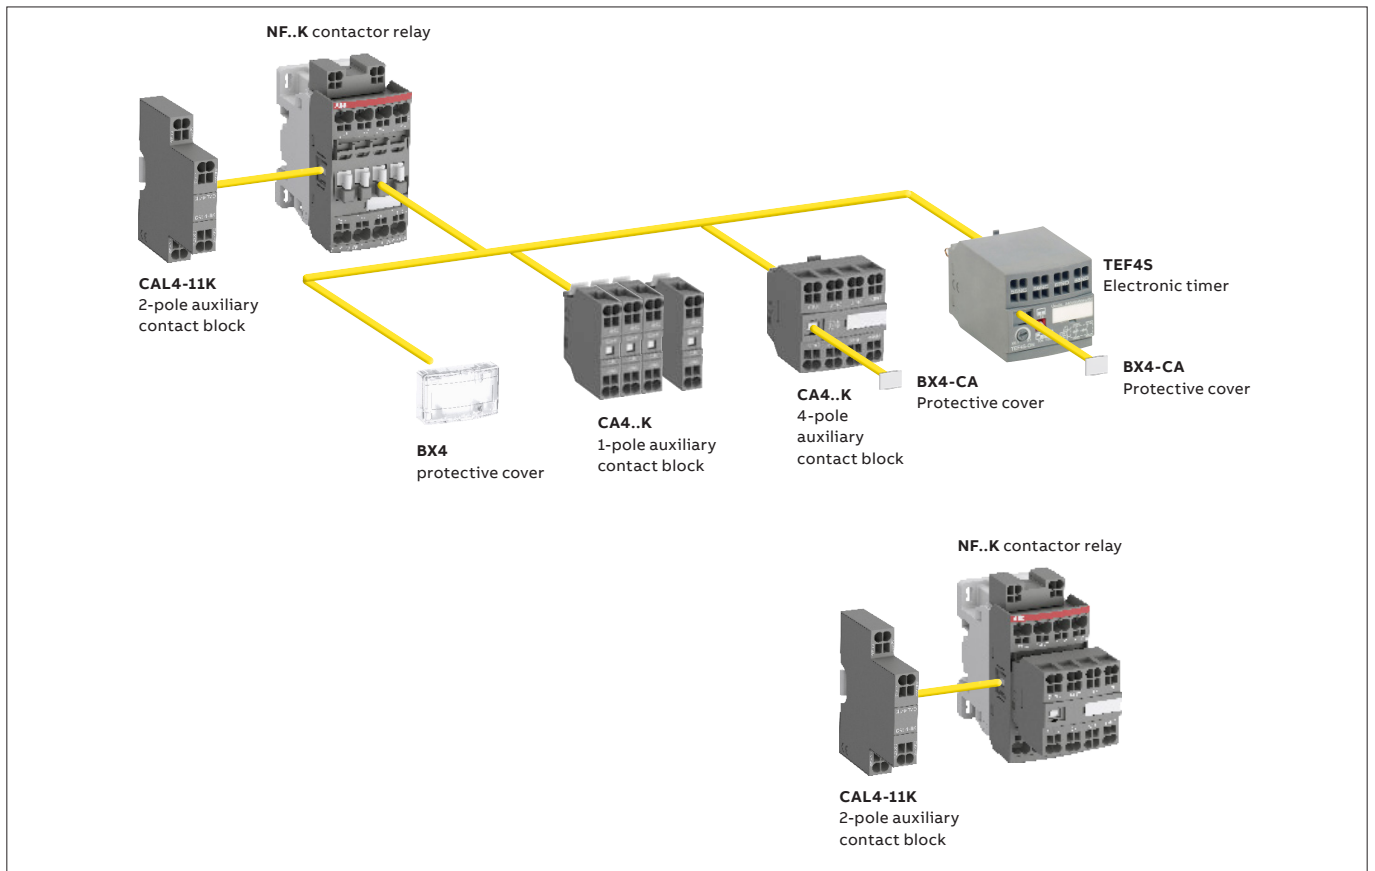 NF..K contactor relay
ABB
CAL4-11K
2-pole auxiliary
contact block
TEF4S
Electronic timer
BX4-CA
Protective cover
BX4-CA
Protective cover
CA4..K
4-pole
auxiliary
contact block
CA4..K
1-pole auxiliary
contact block
BX4
protective cover
NF..K contactor relay
CAL4-11K
2-pole auxiliary
contact block